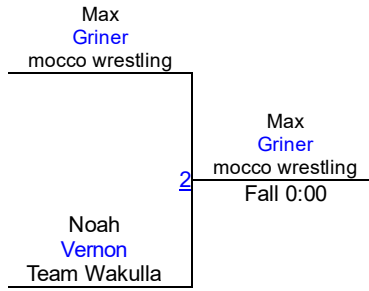 Max
Griner
mocco wrestling
Max
Griner
mocco wrestling
2
Fall 0:00
Noah
Vernon
Team Wakulla